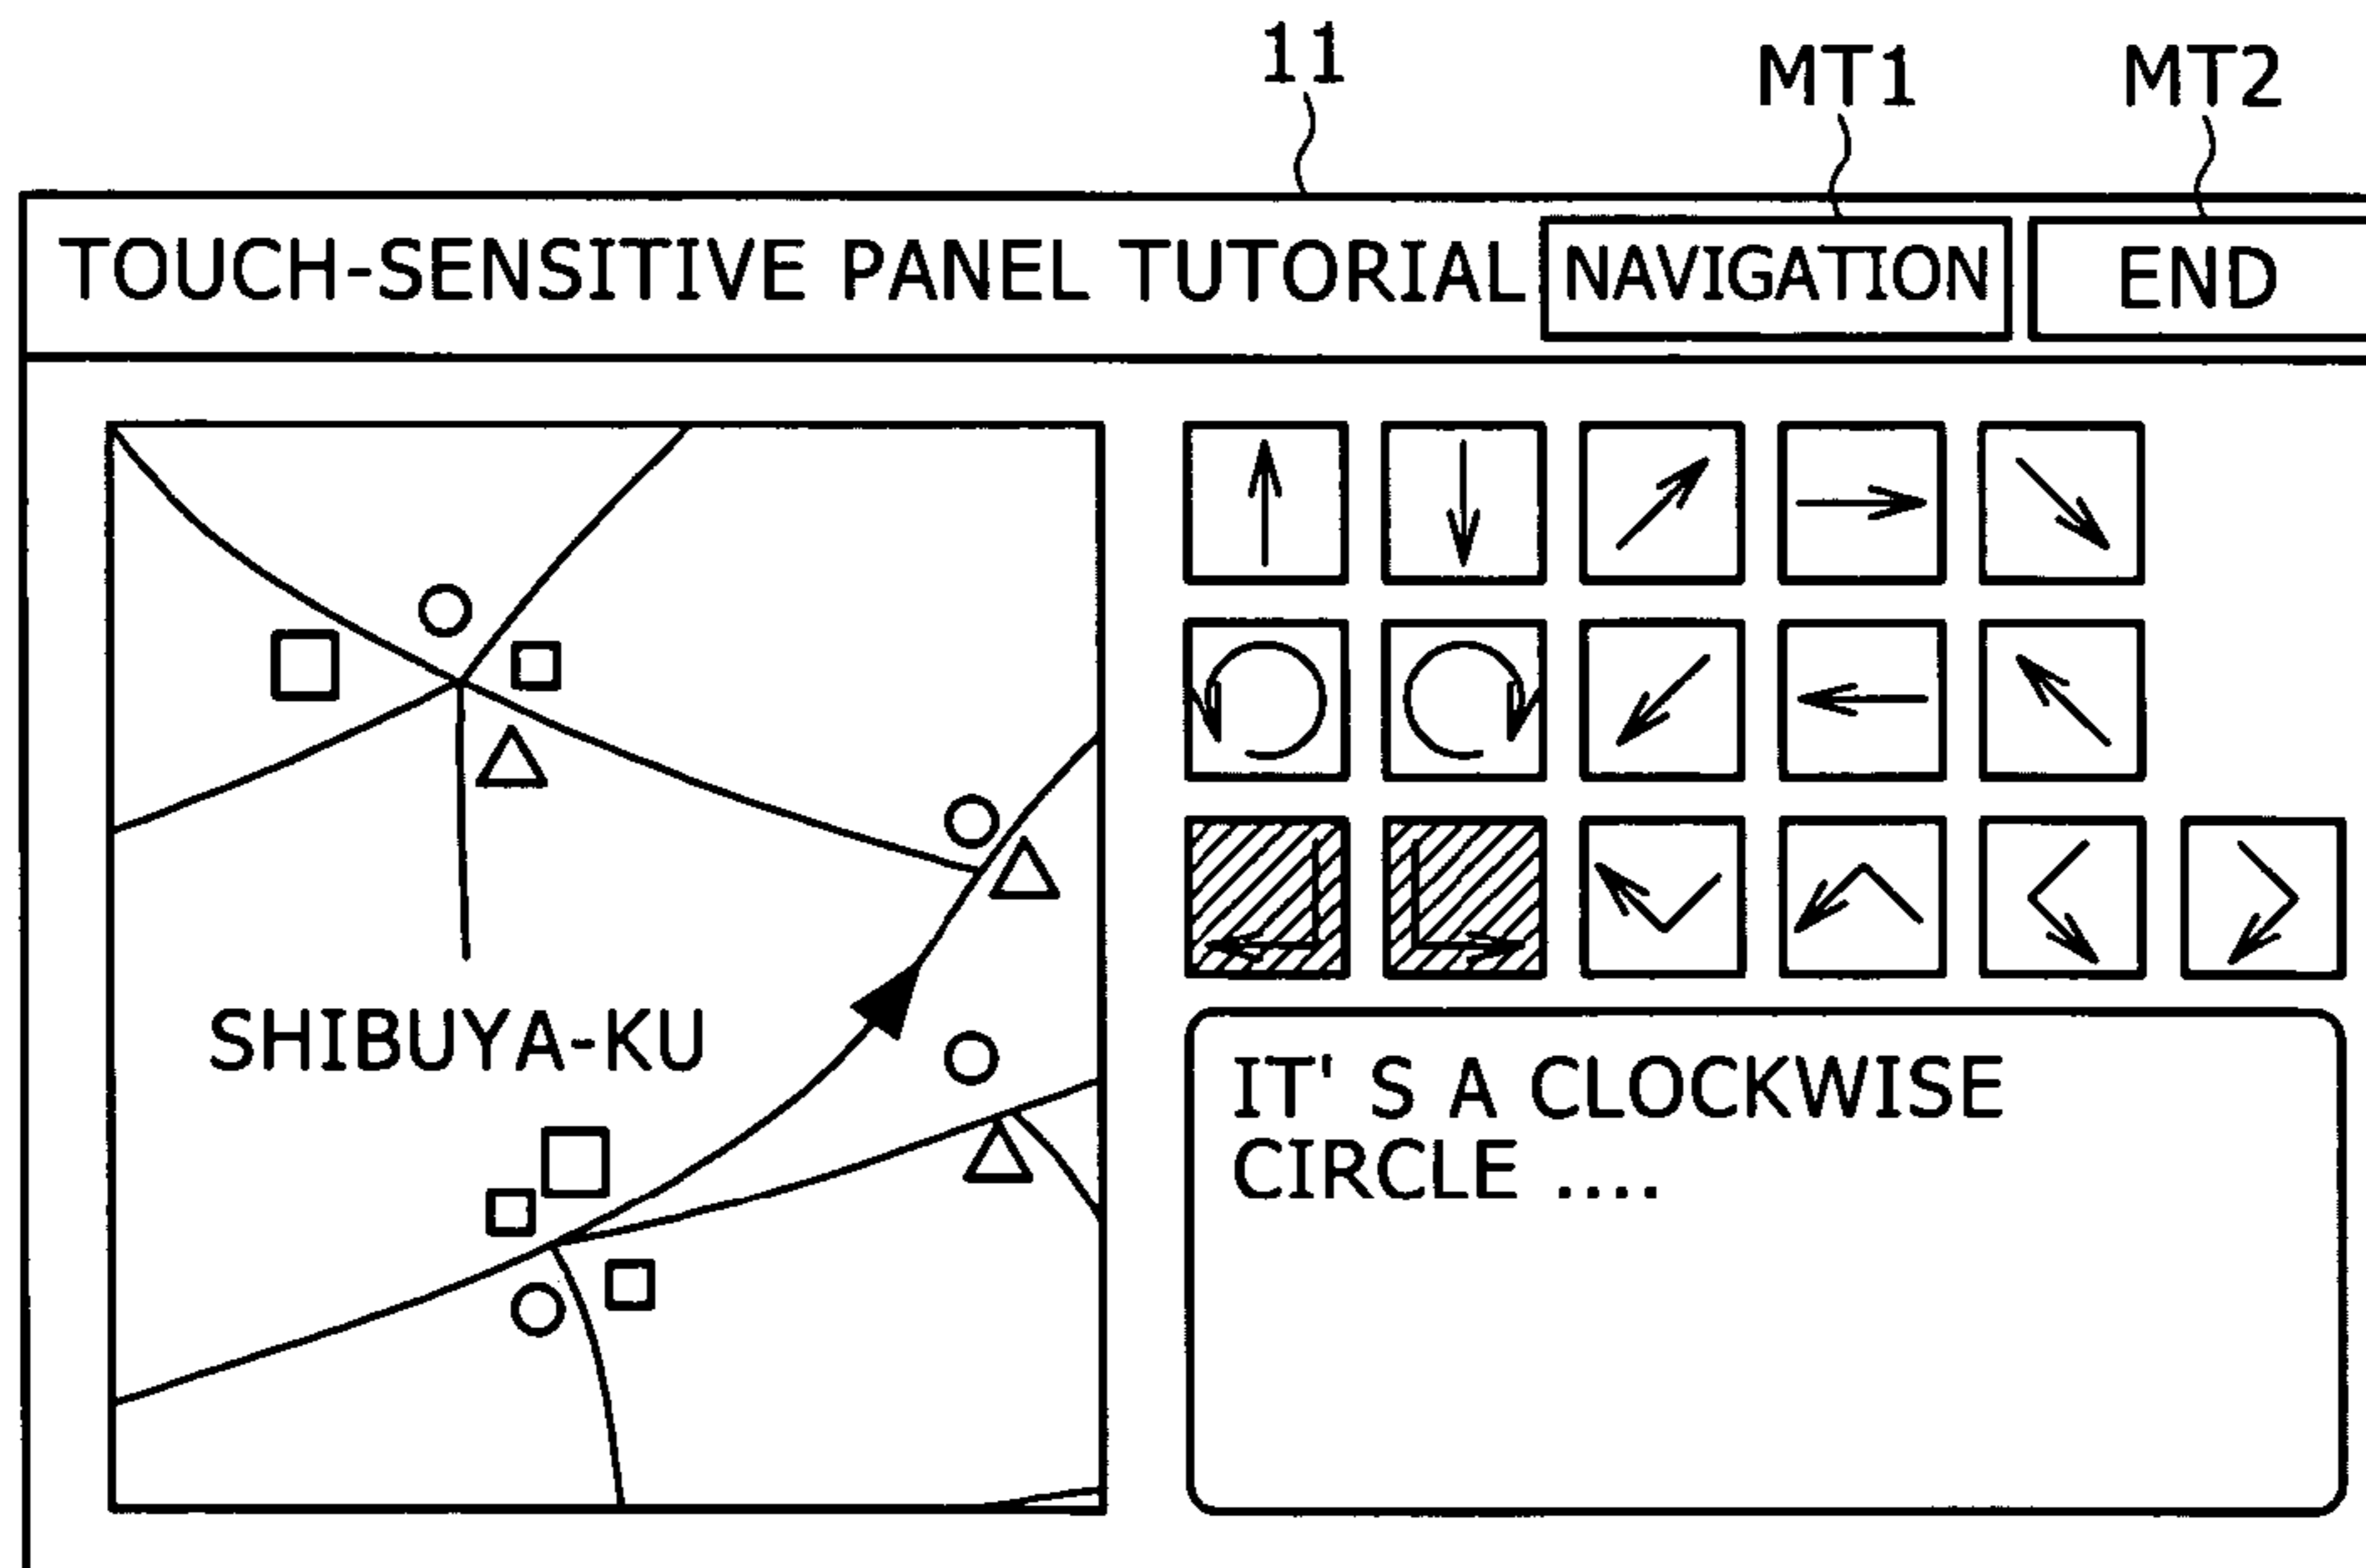 11 MT1 MT2
TOUCH-SENSITIVE PANEL TUTORIAL NAVIGATION END
SHIBUYA-KU
IT' S A CLOCKWISE
CIRCLE ....